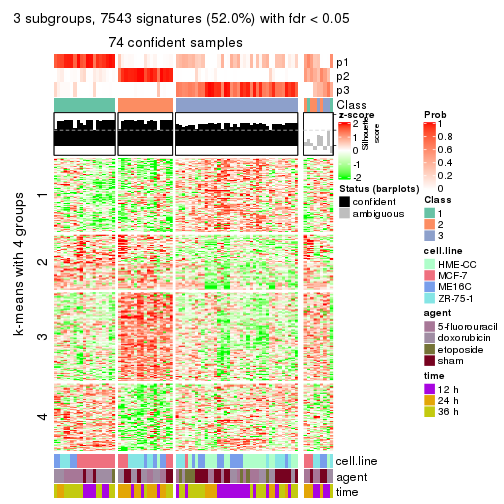 3 subgroups, 7543 signatures (52.0%) with fdr < 0.05
74 confident samples
p1
p2
p3
Class
z-score
2
1
0
-1
-2
Silhouette
score
Prob
1
0.8
0.6
0.4
0.2
0
Status (barplots)
confident
ambiguous
Class
1
2
3
cell.line
HME-CC
MCF-7
ME16C
ZR-75-1
agent
5-fluorouracil
doxorubicin
etoposide
sham
time
12 h
24 h
36 h
k-means with 4 groups
1
2
3
4
cell.line
agent
time